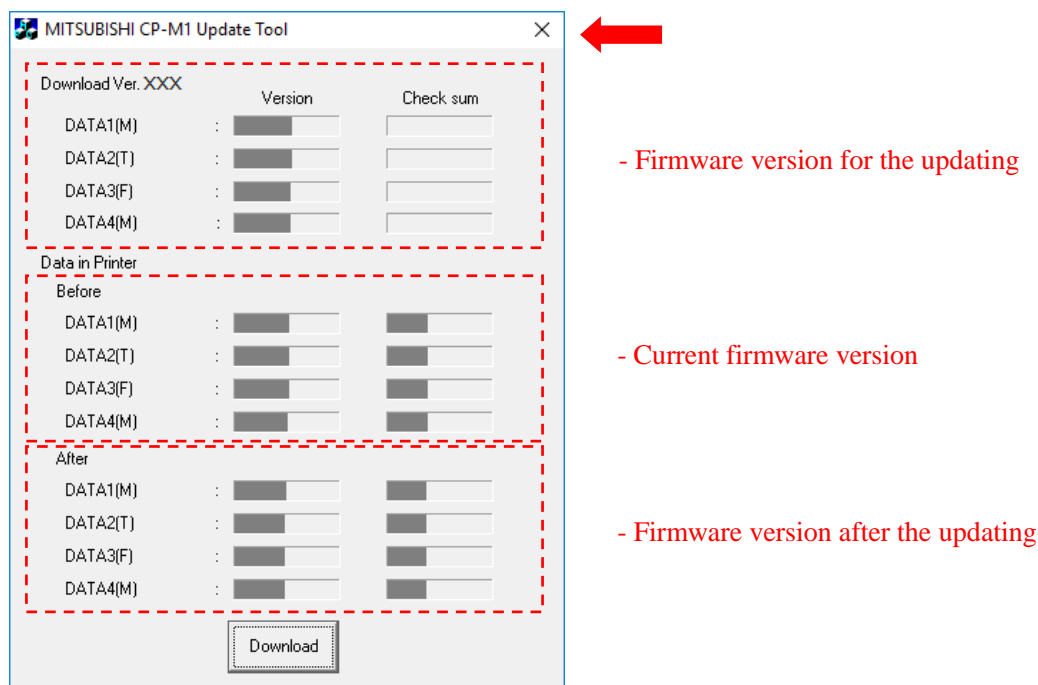 MITSUBISHI CP-M1 Update Tool
Download Ver. XXX
Version Check sum
DATA1(M) :
DATA2(T) :
DATA3(F) :
DATA4(M) :
- Firmware version for the updating
Data in Printer
Before
DATA1(M) :
DATA2(T) :
DATA3(F) :
DATA4(M) :
- Current firmware version
After
DATA1(M) :
DATA2(T) :
DATA3(F) :
DATA4(M) :
- Firmware version after the updating
Download